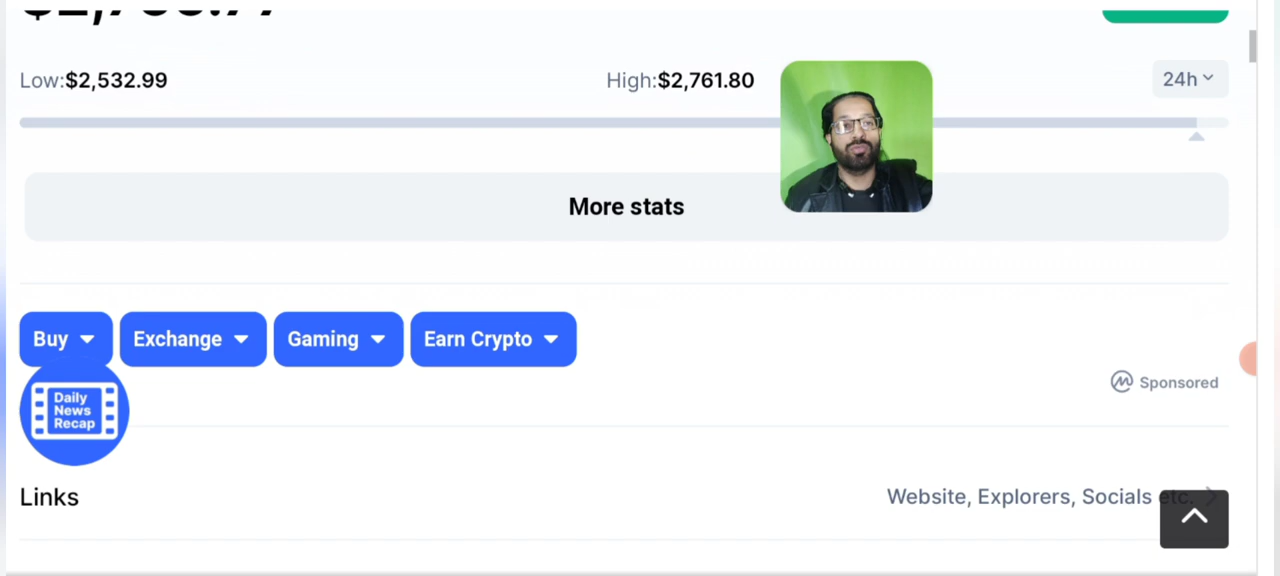 Low:$2,532.99
High:$2,761.80
24h
More stats
Buy
Exchange
Gaming
Earn Crypto
Sponsored
Daily
News
Recap
Links
Website, Explorers, Socials etc.